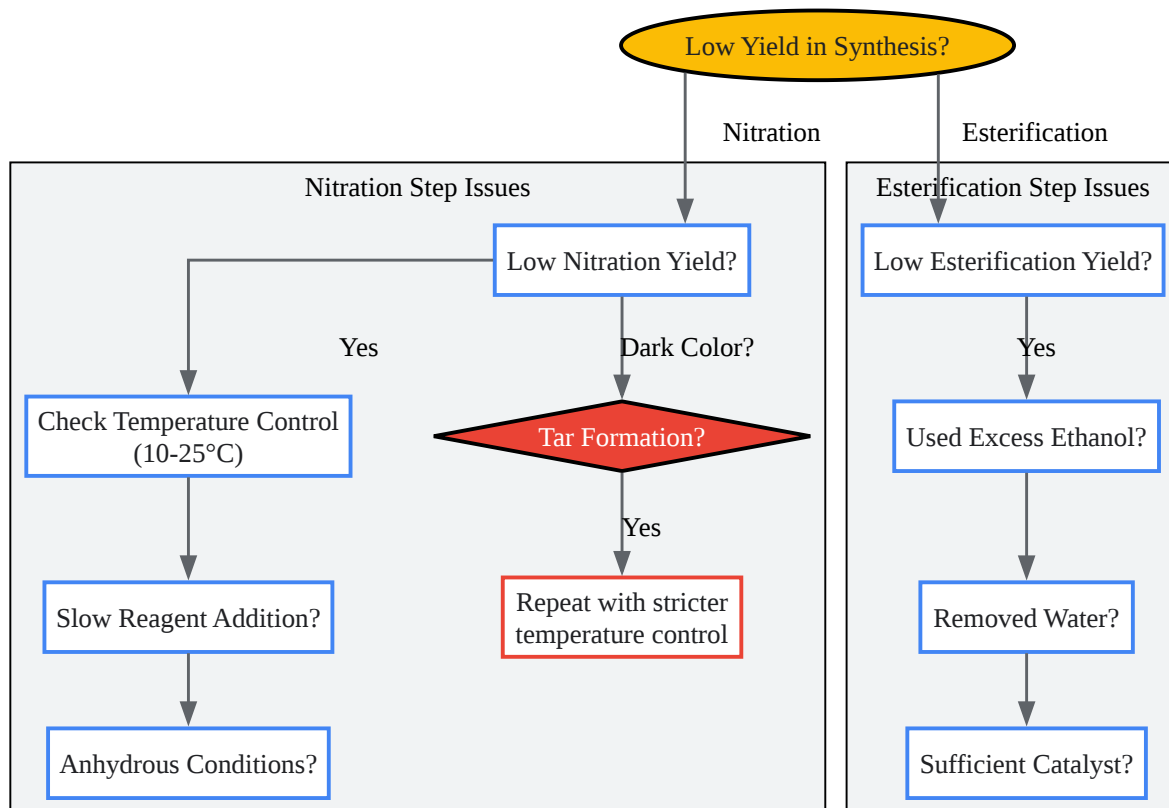 Low Yield in Synthesis?
Nitration
Esterification
Nitration Step Issues
Esterification Step Issues
Low Nitration Yield?
Low Esterification Yield?
Yes
Dark Color?
Yes
Check Temperature Control
(10-25°C)
Tar Formation?
Used Excess Ethanol?
Yes
Slow Reagent Addition?
Repeat with stricter
temperature control
Removed Water?
Anhydrous Conditions?
Sufficient Catalyst?